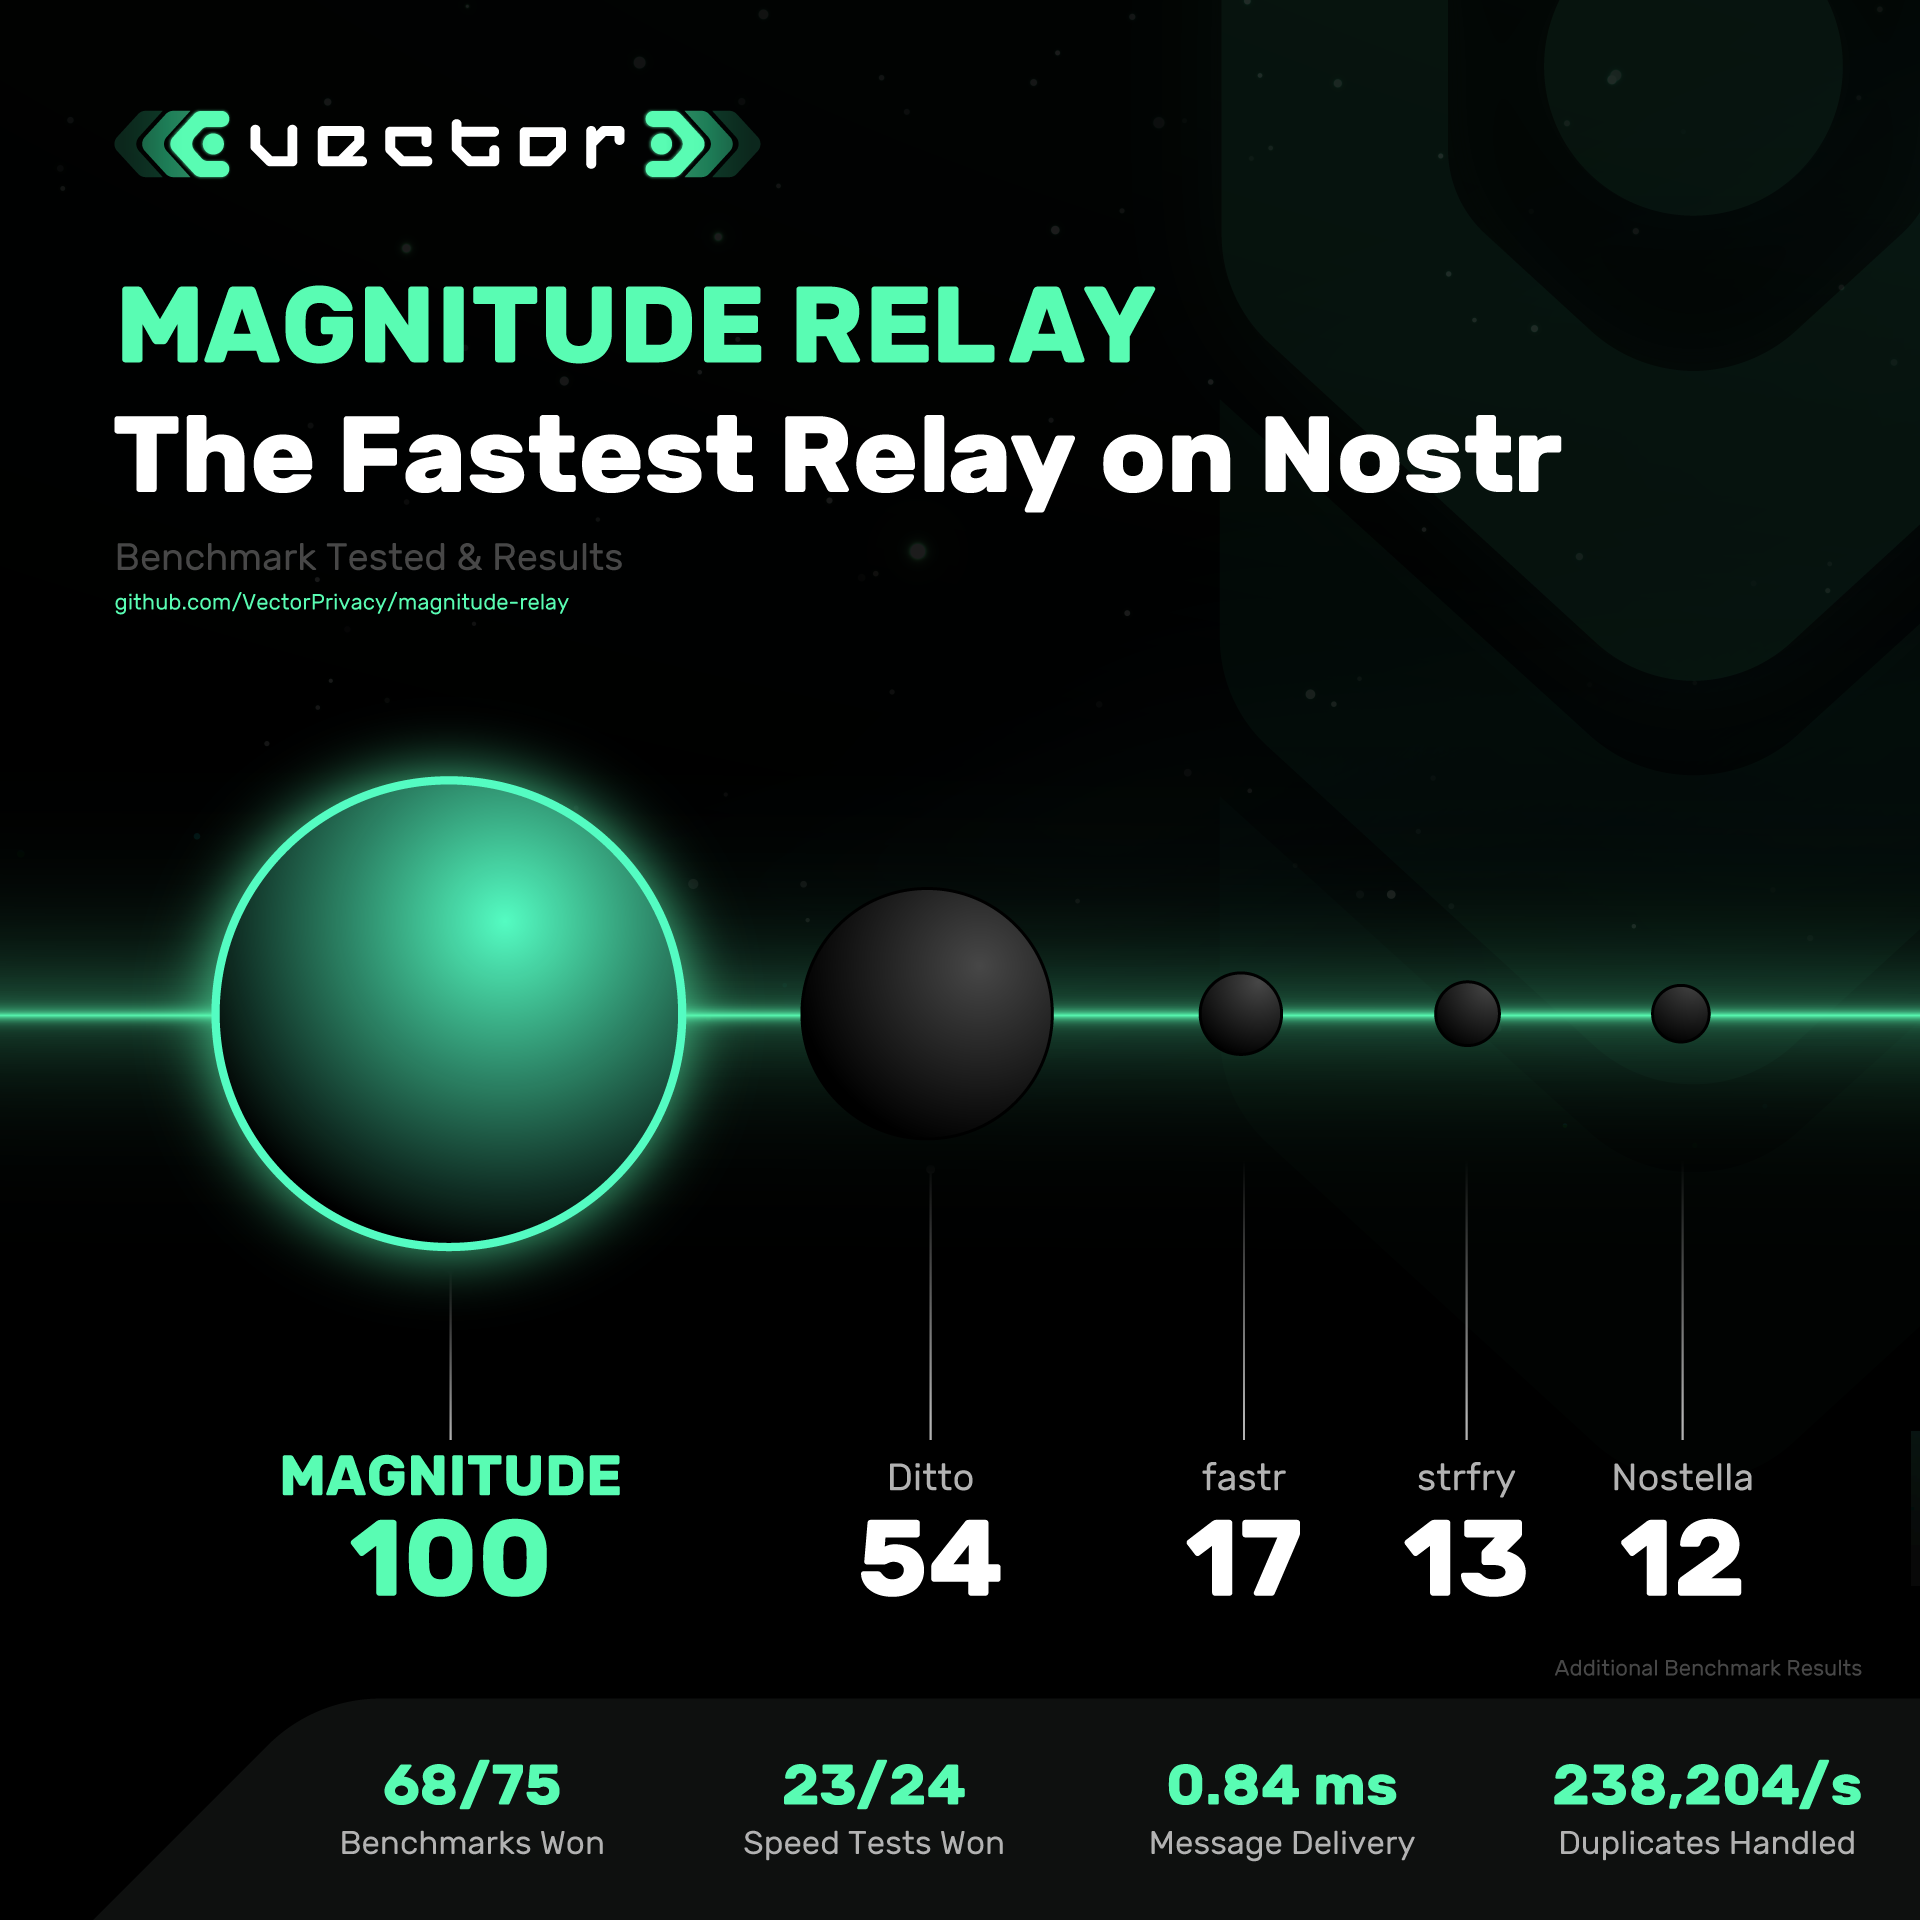 vector
MAGNITUDE RELAY
The Fastest Relay on Nostr
Benchmark Tested & Results
github.com/VectorPrivacy/magnitude-relay
MAGNITUDE
100
Ditto
54
fastr
17
strfry
13
Nostella
12
Additional Benchmark Results
68/75
Benchmarks Won
23/24
Speed Tests Won
0.84 ms
Message Delivery
238,204/s
Duplicates Handled